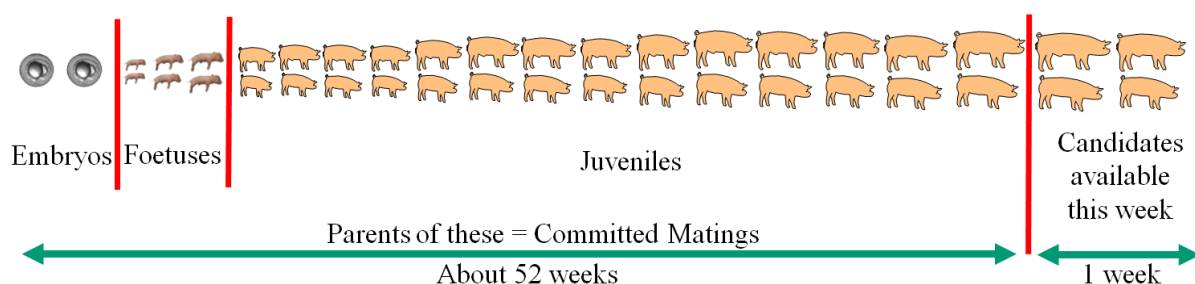 Embryos
Foetuses
Juveniles
Candidates
available
this week
Parents of these = Committed Matings
About 52 weeks
1 week